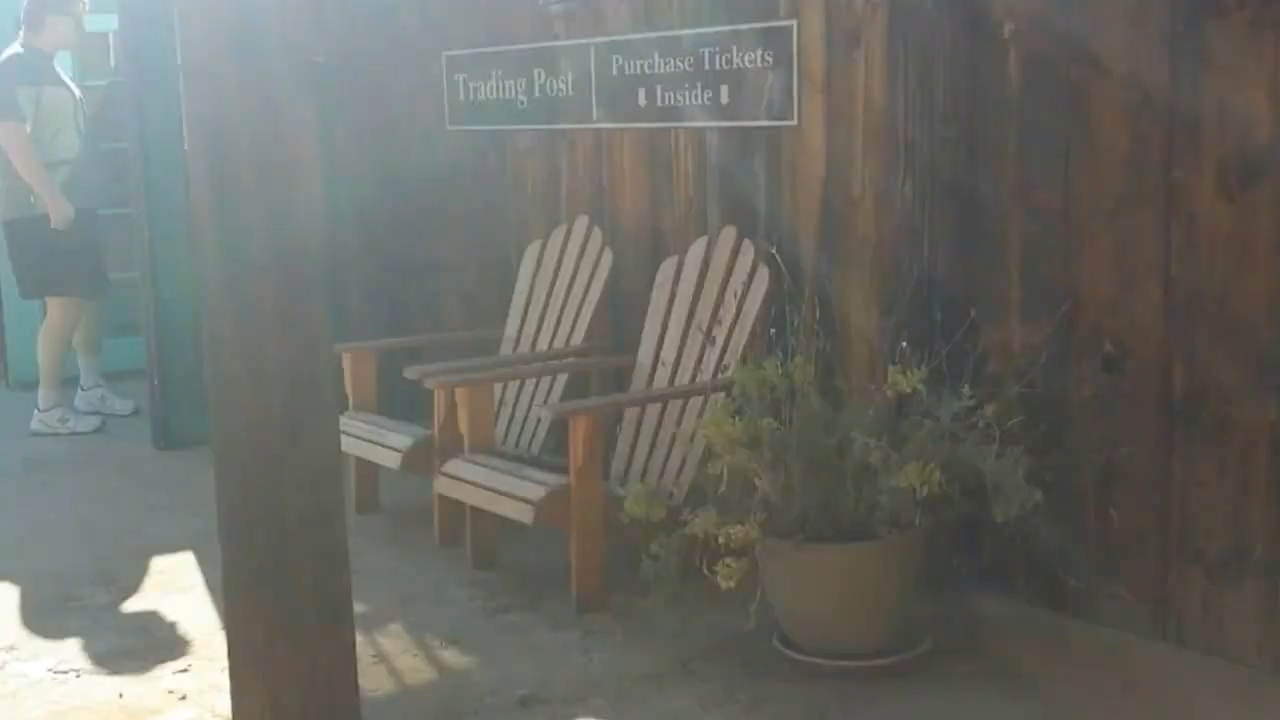 Trading Post
Purchase Tickets
⬇ Inside ⬇